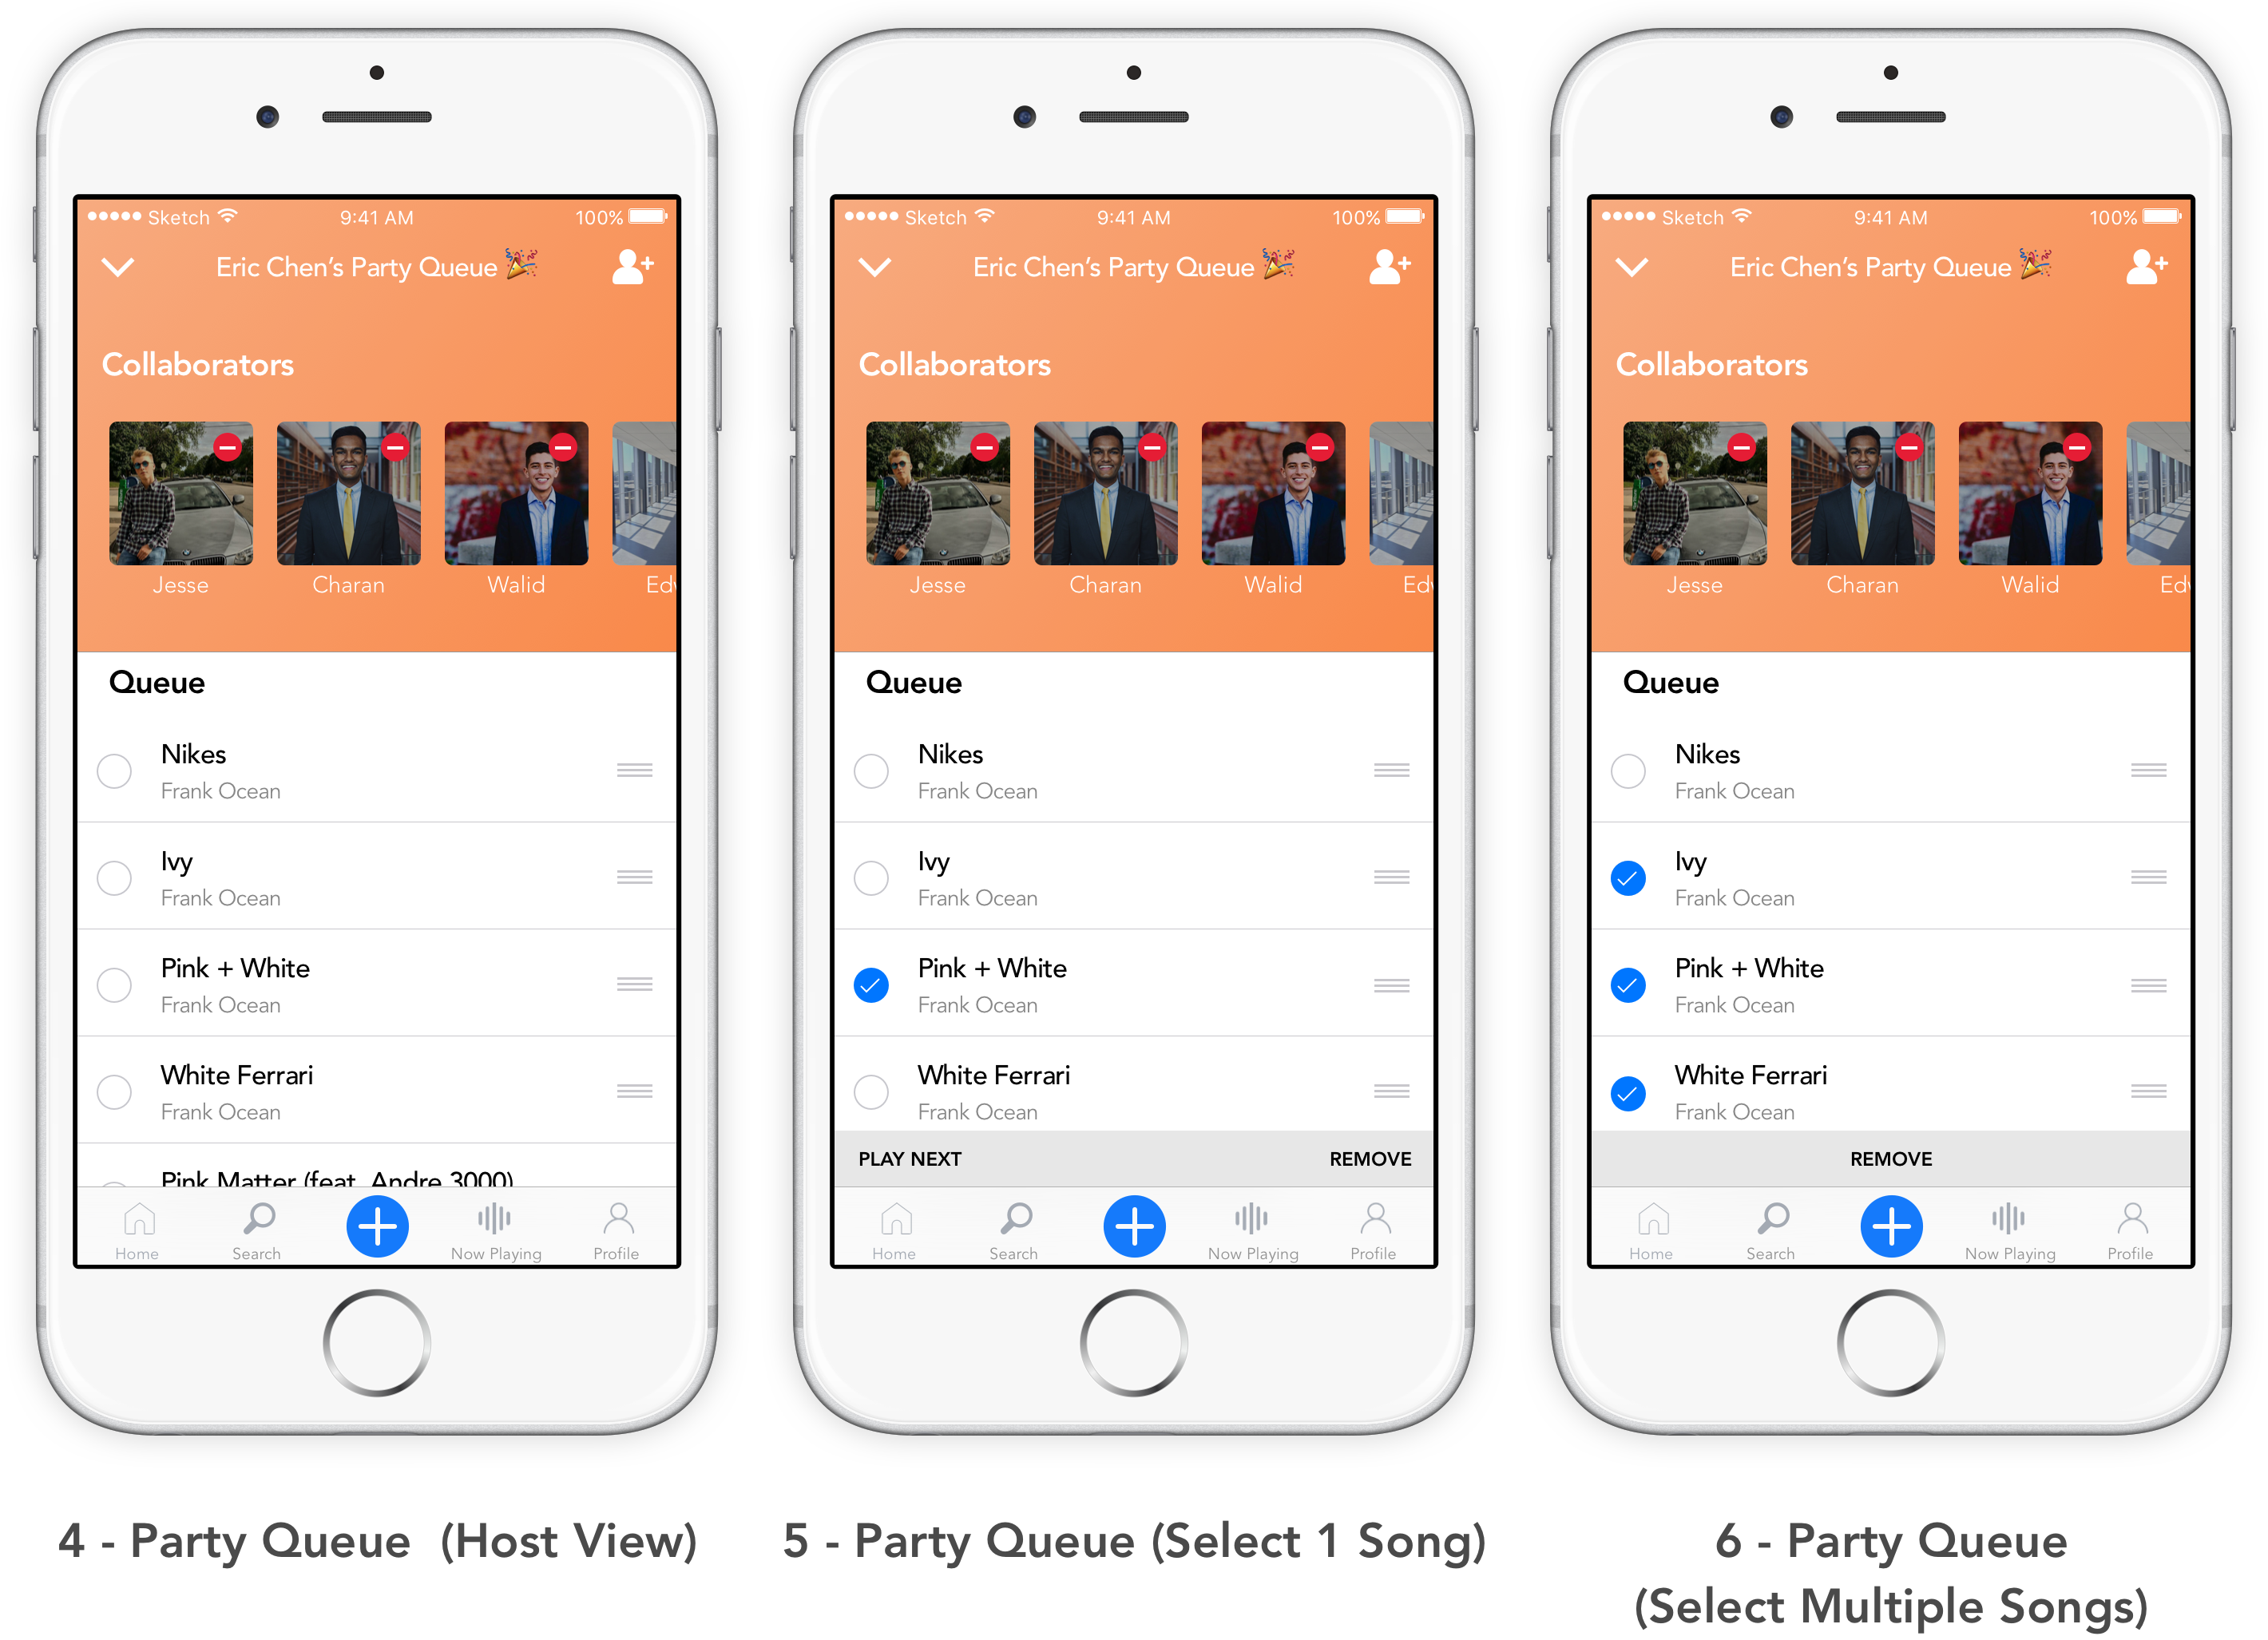 Sketch 9:41 AM 100%
Eric Chen's Party Queue
Collaborators
Jesse Charan Walid
Queue
Nikes
Frank Ocean
Ivy
Frank Ocean
Pink + White
Frank Ocean
White Ferrari
Frank Ocean
Pink Matter (feat. Andre 3000)
Home Search Now Playing Profile
4 - Party Queue (Host View)
Sketch 9:41 AM 100%
Eric Chen's Party Queue
Collaborators
Jesse Charan Walid
Queue
Nikes
Frank Ocean
Ivy
Frank Ocean
Pink + White
Frank Ocean
White Ferrari
Frank Ocean
PLAY NEXT REMOVE
Home Search Now Playing Profile
5 - Party Queue (Select 1 Song)
Sketch 9:41 AM 100%
Eric Chen's Party Queue
Collaborators
Jesse Charan Walid
Queue
Nikes
Frank Ocean
Ivy
Frank Ocean
Pink + White
Frank Ocean
White Ferrari
Frank Ocean
REMOVE
Home Search Now Playing Profile
6 - Party Queue
(Select Multiple Songs)